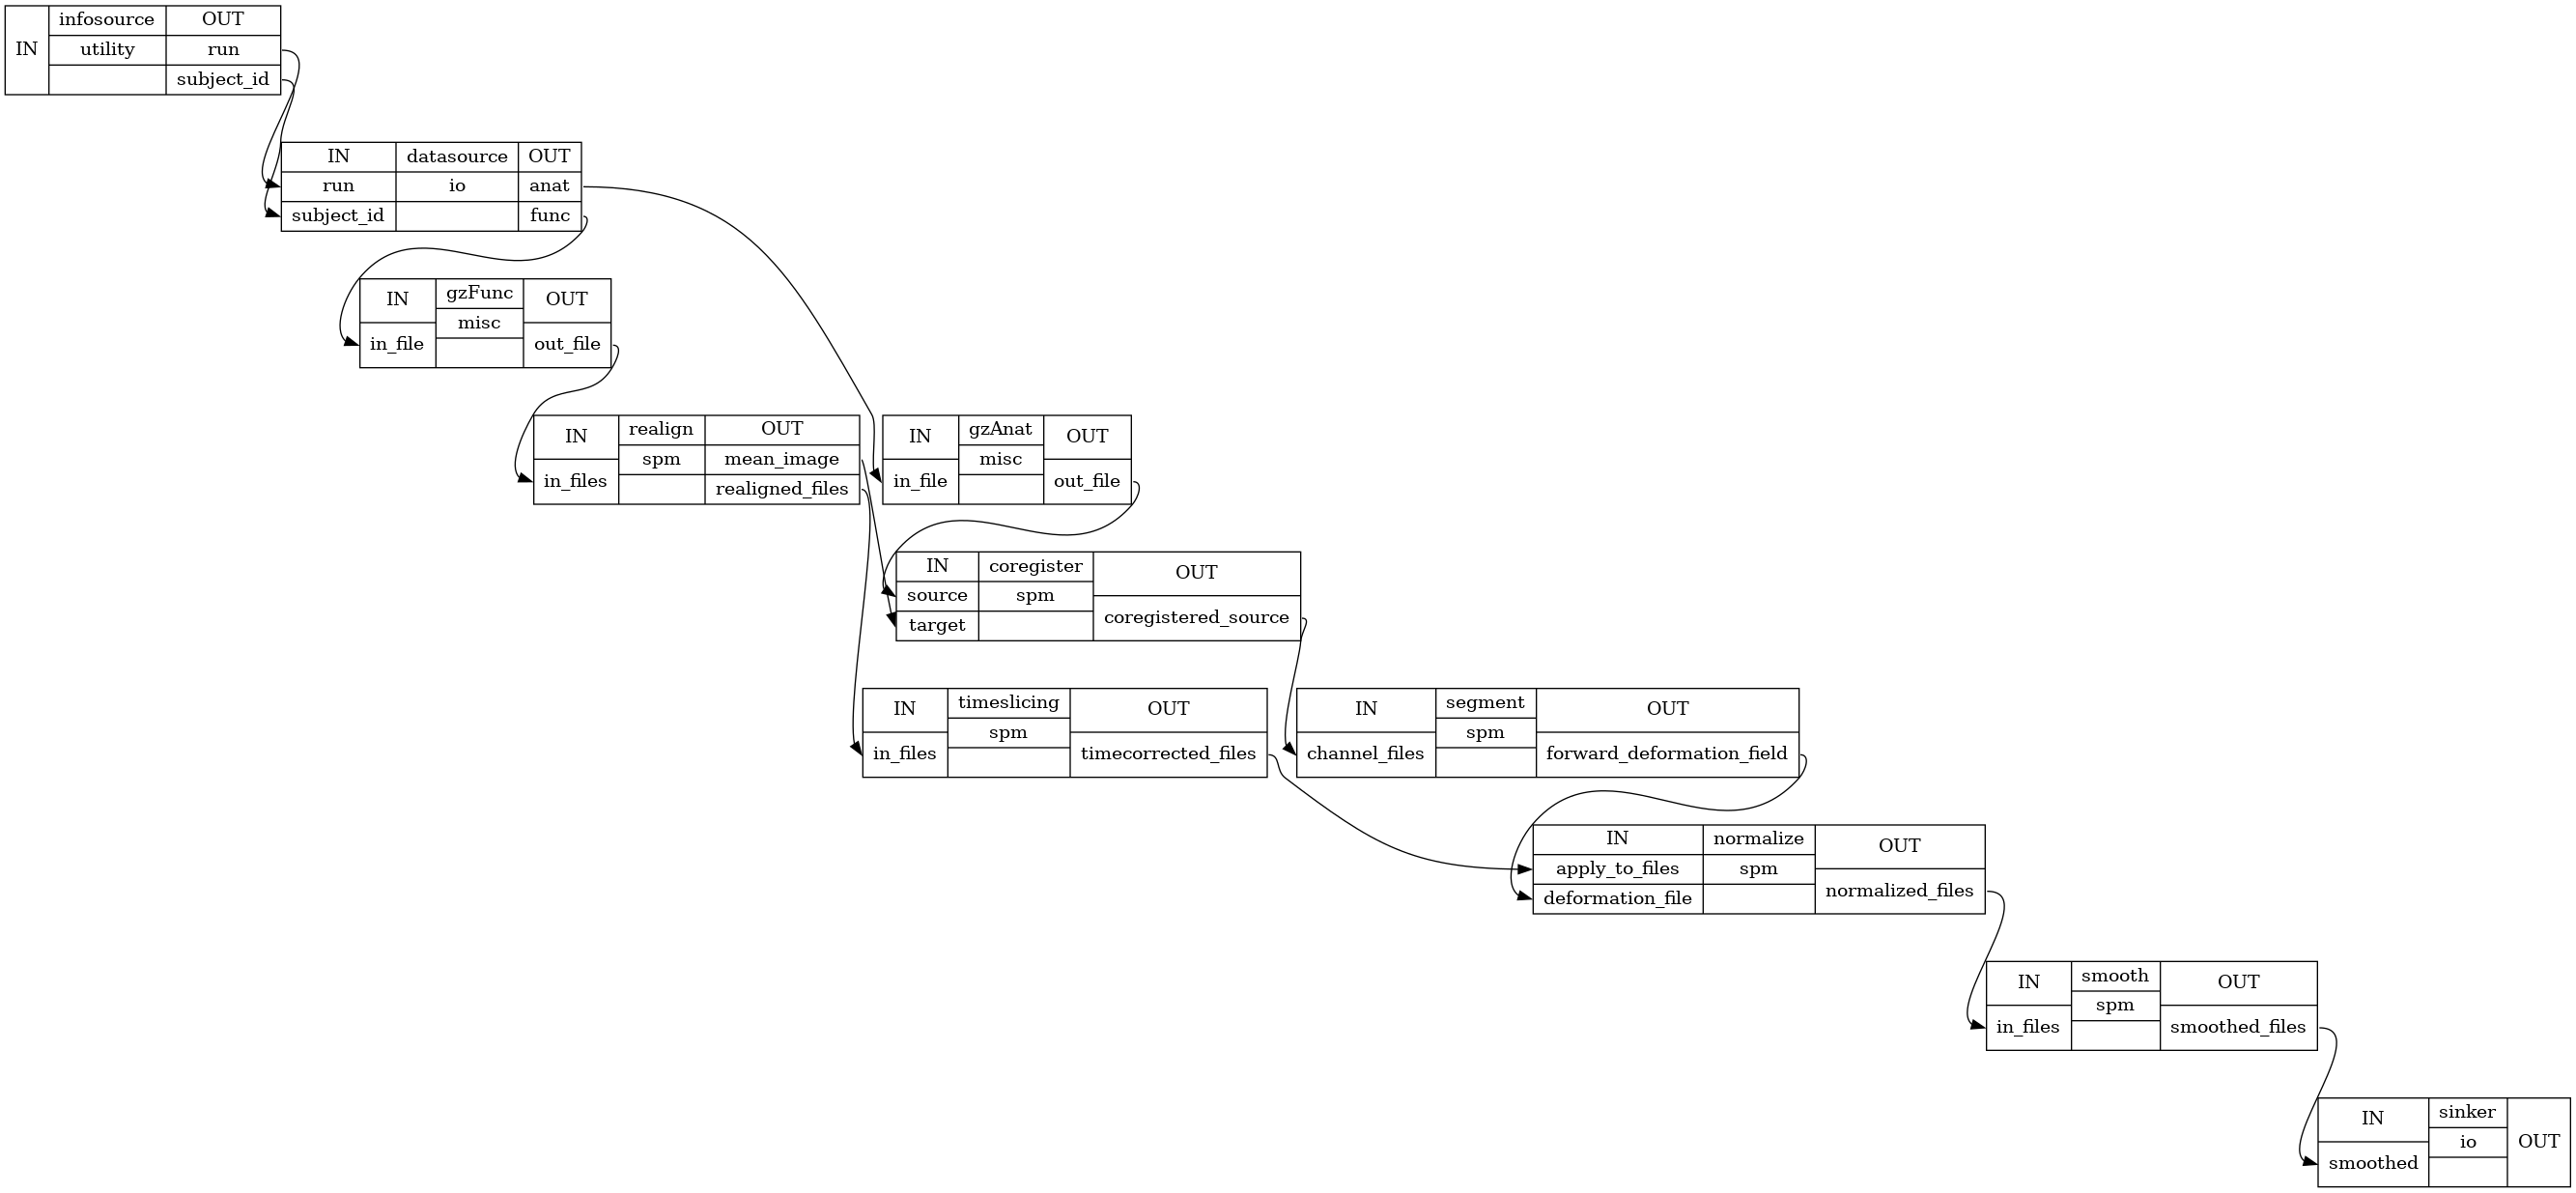 infosource OUT
IN utility run
subject_id
IN datasource OUT
run io anat
subject_id func
IN gzFunc OUT
misc
in_file out_file
IN realign OUT
spm mean_image
in_files realigned_files
IN gzAnat OUT
misc
in_file out_file
IN coregister OUT
source spm
target coregistered_source
IN timeslicing OUT
spm
in_files timecorrected_files
IN segment OUT
spm
channel_files forward_deformation_field
IN normalize OUT
apply_to_files spm
deformation_file normalized_files
IN smooth OUT
spm
in_files smoothed_files
IN sinker
io OUT
smoothed